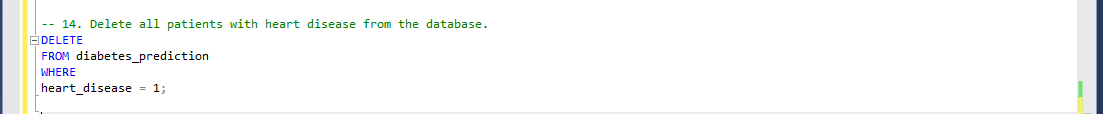 -- 14. Delete all patients with heart disease from the database.
DELETE
FROM diabetes_prediction
WHERE
heart_disease = 1;